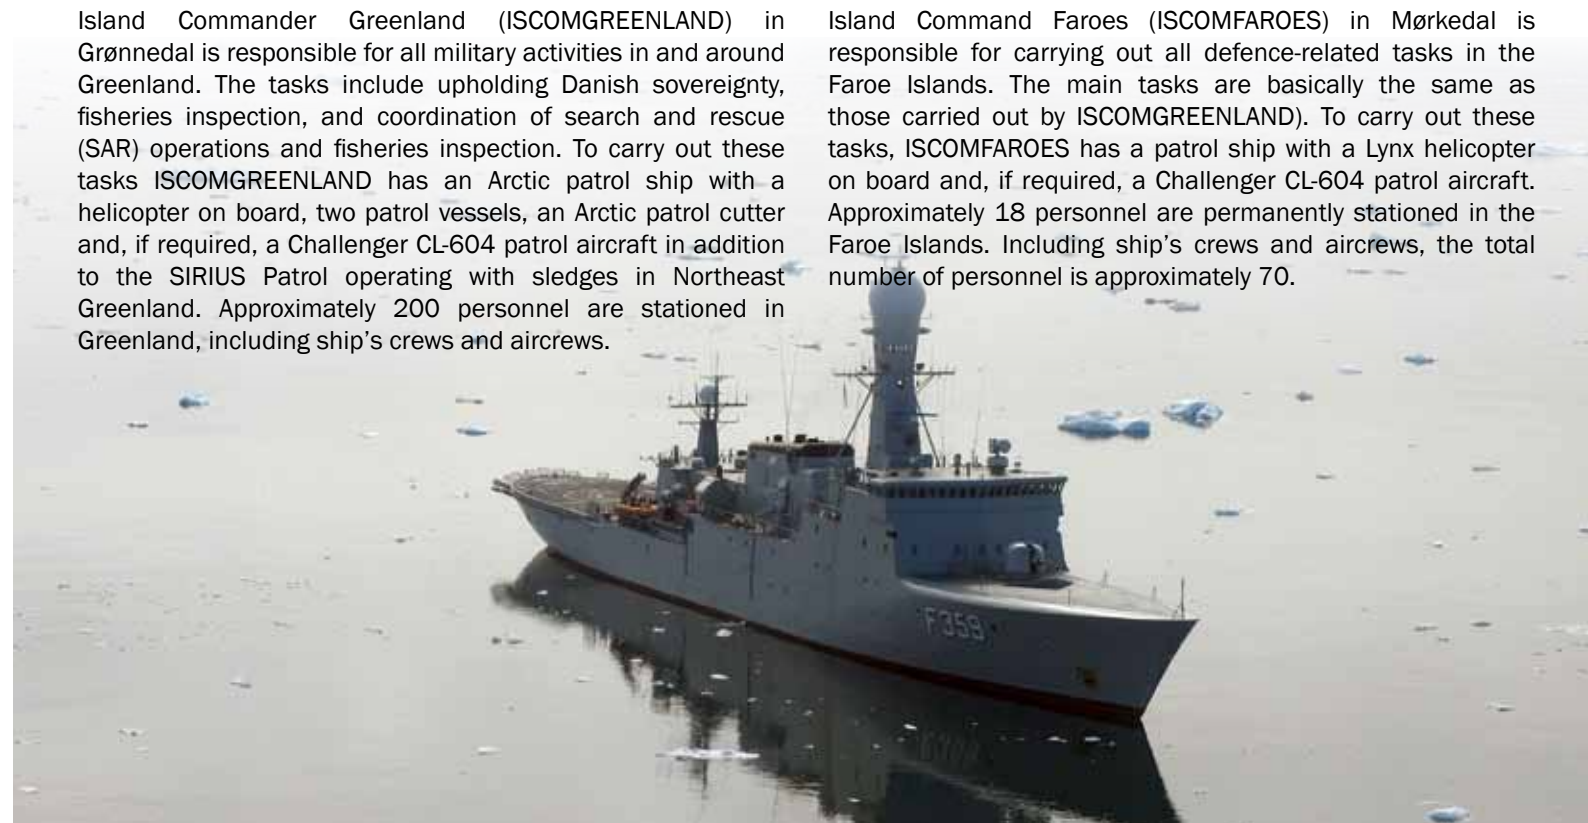 Island Commander Greenland (ISCOMGREENLAND) in
Grønnedal is responsible for all military activities in and around
Greenland. The tasks include upholding Danish sovereignty,
fisheries inspection, and coordination of search and rescue
(SAR) operations and fisheries inspection. To carry out these
tasks ISCOMGREENLAND has an Arctic patrol ship with a
helicopter on board, two patrol vessels, an Arctic patrol cutter
and, if required, a Challenger CL-604 patrol aircraft in addition
to the SIRIUS Patrol operating with sledges in Northeast
Greenland. Approximately 200 personnel are stationed in
Greenland, including ship's crews and aircrews.
Island Command Faroes (ISCOMFAROES) in Mørkedal is
responsible for carrying out all defence-related tasks in the
Faroe Islands. The main tasks are basically the same as
those carried out by ISCOMGREENLAND). To carry out these
tasks, ISCOMFAROES has a patrol ship with a Lynx helicopter
on board and, if required, a Challenger CL-604 patrol aircraft.
Approximately 18 personnel are permanently stationed in the
Faroe Islands. Including ship's crews and aircrews, the total
number of personnel is approximately 70.
F359